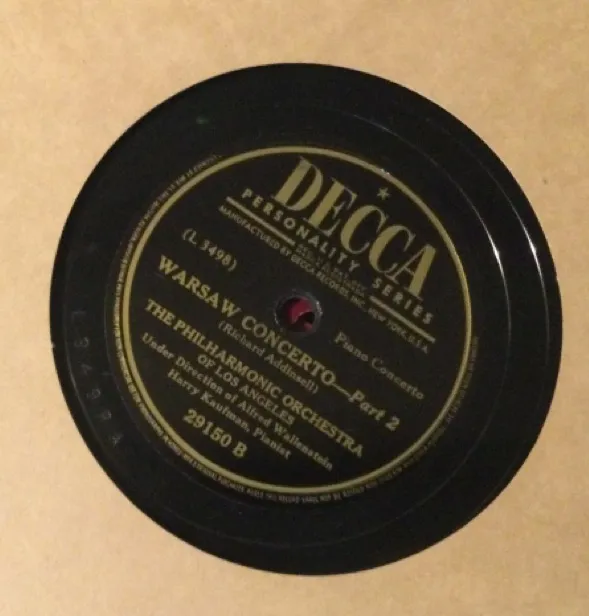 DECCA
PERSONALITY SERIES
MANUFACTURED BY DECCA RECORDS, INC., NEW YORK, U.S.A.
(L 3498)
Piano Concerto
WARSAW CONCERTO—Part 2
(Richard Addinsell)
THE PHILHARMONIC ORCHESTRA
OF LOS ANGELES
Under Direction of Alfred Wallenstein
Harry Kaufman, Pianist
29150 B